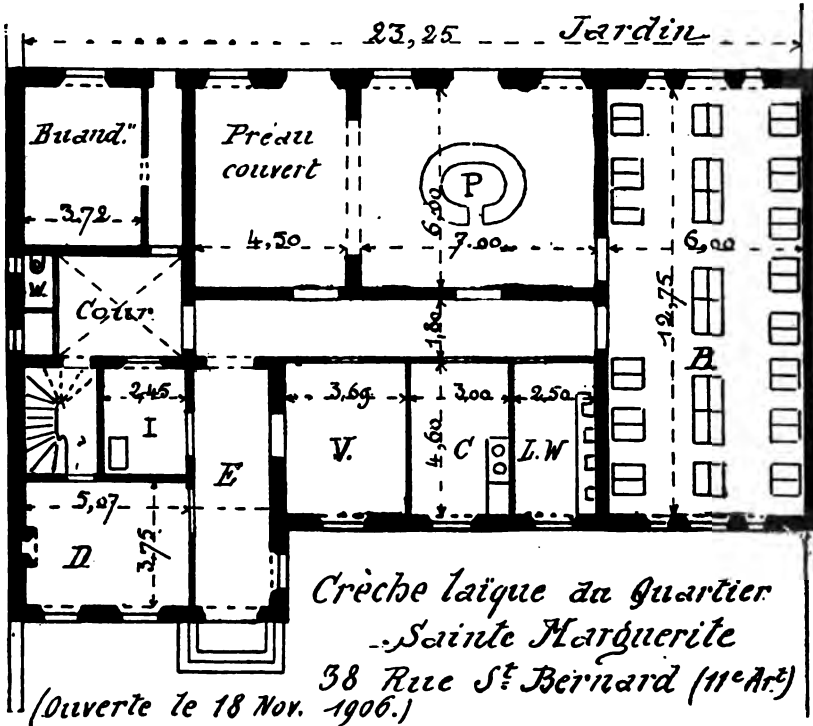 23,25 Jardin
Buand.''
Préau
couvert
P
3,72
4,50
6,00
7.00
6,00
W.
Cour
1,80
12,75
B
2,45
3,69
3,00
2,50
I
V.
4,60
C
L.W
E
5,07
3,75
D
Crèche laïque du Quartier
Sainte Marguerite
38 Rue St Bernard (11e Art)
(Ouverte le 18 Nov. 1906.)